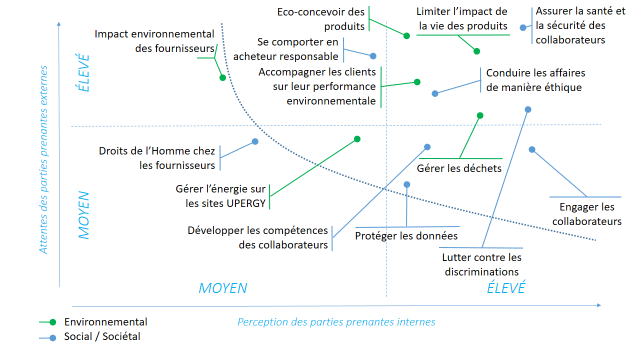 Eco-concevoir des
produits
Limiter l’impact de
la vie des produits
Assurer la santé et
la sécurité des
collaborateurs
Impact environnemental
des fournisseurs
Se comporter en
acheteur responsable
Accompagner les clients
sur leur performance
environnementale
Conduire les affaires
de manière éthique
ÉLEVÉ
Attentes des parties prenantes externes
MOYEN
Droits de l’Homme chez
les fournisseurs
Gérer les déchets
Gérer l’énergie sur
les sites UPERGY
Engager les
collaborateurs
Développer les compétences
des collaborateurs
Protéger les données
Lutter contre les
discriminations
MOYEN
ÉLEVÉ
Perception des parties prenantes internes
Environnemental
Social / Sociétal